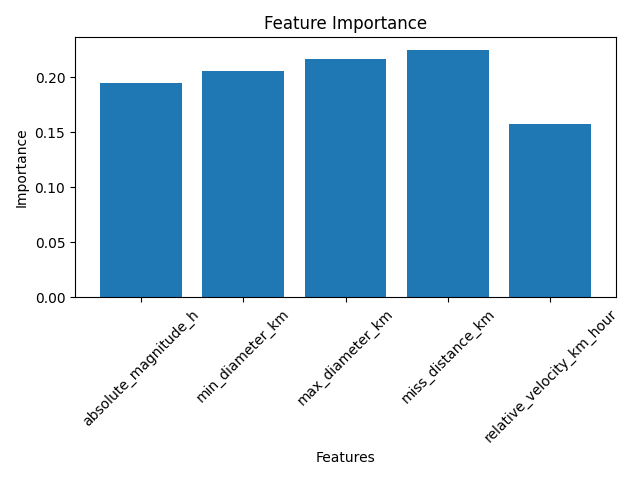 Feature Importance
Importance
0.20
0.15
0.10
0.05
0.00
absolute_magnitude_h
min_diameter_km
max_diameter_km
miss_distance_km
relative_velocity_km_hour
Features